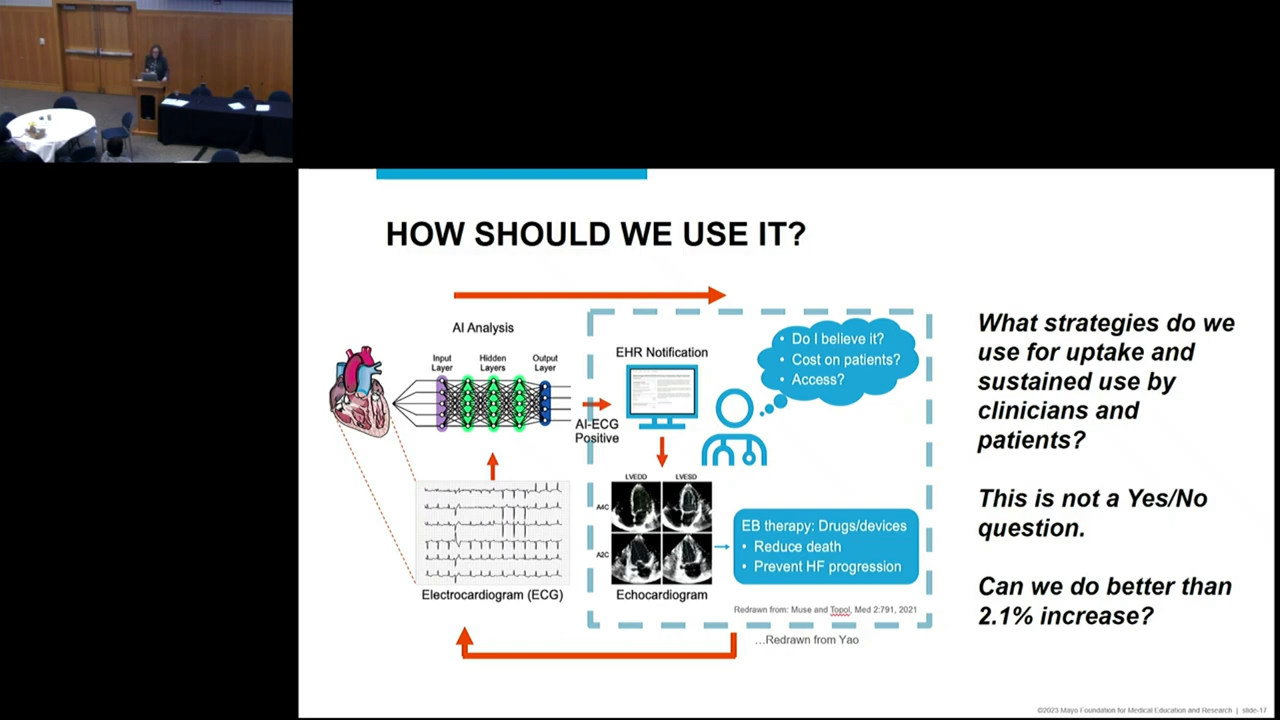 HOW SHOULD WE USE IT?
AI Analysis
Input Layer
Hidden Layers
Output Layer
AI-ECG Positive
Electrocardiogram (ECG)
EHR Notification
• Do I believe it?
• Cost on patients?
• Access?
LVEDD
LVESD
A4C
A2C
Echocardiogram
EB therapy: Drugs/devices
• Reduce death
• Prevent HF progression
Redrawn from: Muse and Topol, Med 2:791, 2021
…Redrawn from Yao
What strategies do we
use for uptake and
sustained use by
clinicians and
patients?
This is not a Yes/No
question.
Can we do better than
2.1% increase?
©2023 Mayo Foundation for Medical Education and Research | slide-17